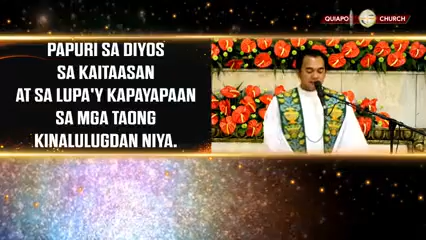 QUIAPO CHURCH
PAPURI SA DIYOS
SA KAITAASAN
AT SA LUPA'Y KAPAYAPAAN
SA MGA TAONG
KINALULUGDAN NIYA.